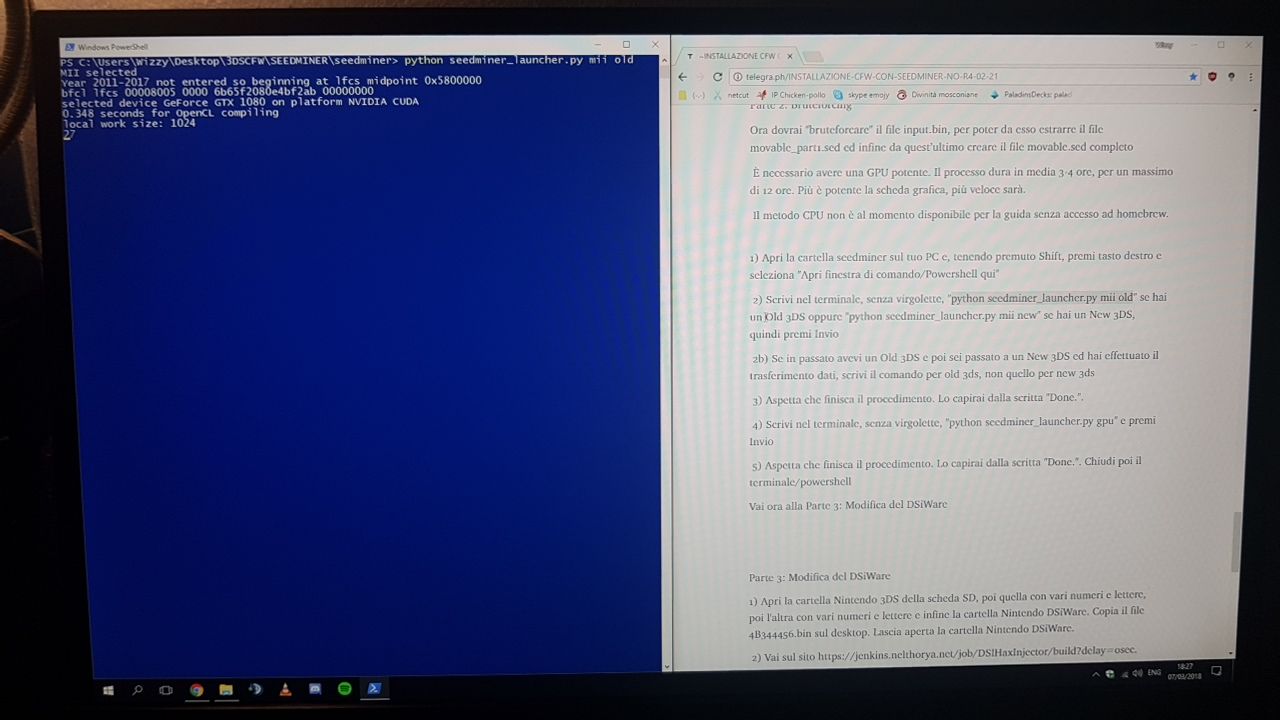 Windows PowerShell
PS C:\Users\Wizzy\Desktop\3DSCFW\SEEDMINER\seedminer> python seedminer_launcher.py mii old
MII selected
Year 2011-2017 not entered so beginning at lfcs midpoint 0x5800000
bfcl lfcs 00008005 0000 6b65f2080e4bf2ab 00000000
selected device GeForce GTX 1080 on platform NVIDIA CUDA
0.348 seconds for OpenCL compiling
local work size: 1024
27
T –INSTALLAZIONE CFW C
Wizzy
telegra.ph/INSTALLAZIONE-CFW-CON-SEEDMINER-NO-R4-02-21
(-.-) netcut IP Chicken-pollo skype emojy Divinità mosconiane PaladinsDecks: palad
Parte 2: bruteforcing
Ora dovrai "bruteforcare" il file input.bin, per poter da esso estrarre il file
movable_part1.sed ed infine da quest'ultimo creare il file movable.sed completo
È necessario avere una GPU potente. Il processo dura in media 3-4 ore, per un massimo
di 12 ore. Più è potente la scheda grafica, più veloce sarà.
Il metodo CPU non è al momento disponibile per la guida senza accesso ad homebrew.
1) Apri la cartella seedminer sul tuo PC e, tenendo premuto Shift, premi tasto destro e
seleziona "Apri finestra di comando/Powershell qui"
2) Scrivi nel terminale, senza virgolette, "python seedminer_launcher.py mii old" se hai
un Old 3DS oppure "python seedminer_launcher.py mii new" se hai un New 3DS,
quindi premi Invio
2b) Se in passato avevi un Old 3DS e poi sei passato a un New 3DS ed hai effettuato il
trasferimento dati, scrivi il comando per old 3ds, non quello per new 3ds
3) Aspetta che finisca il procedimento. Lo capirai dalla scritta "Done.".
4) Scrivi nel terminale, senza virgolette, "python seedminer_launcher.py gpu" e premi
Invio
5) Aspetta che finisca il procedimento. Lo capirai dalla scritta "Done.". Chiudi poi il
terminale/powershell
Vai ora alla Parte 3: Modifica del DSiWare
Parte 3: Modifica del DSiWare
1) Apri la cartella Nintendo 3DS della scheda SD, poi quella con vari numeri e lettere,
poi l'altra con vari numeri e lettere e infine la cartella Nintendo DSiWare. Copia il file
4B344456.bin sul desktop. Lascia aperta la cartella Nintendo DSiWare.
2) Vai sul sito https://jenkins.nelthorya.net/job/DSIHaxInjector/build?delay=0sec.
ENG
18:27
07/03/2018